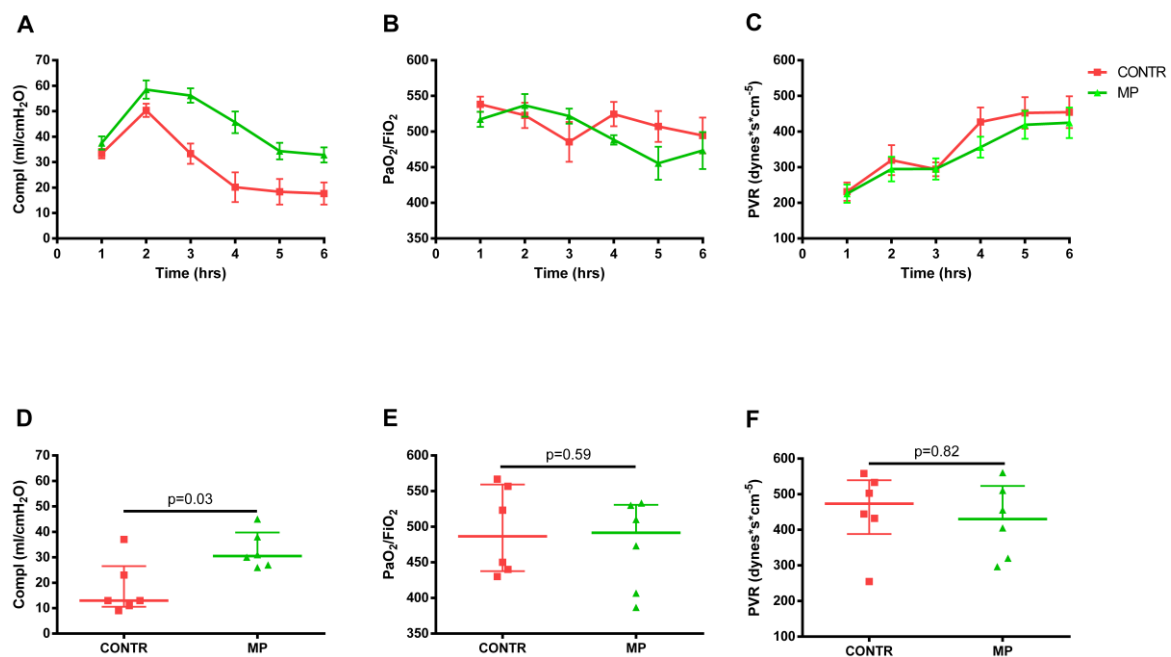 A
Compl (ml/cmH₂O)
70
60
50
40
30
20
10
0
0 1 2 3 4 5 6
Time (hrs)
B
PaO₂/FiO₂
600
550
500
450
400
350
0 1 2 3 4 5 6
Time (hrs)
C
PVR (dynes*s*cm⁻⁵)
600
500
400
300
200
100
0 1 2 3 4 5 6
Time (hrs)
CONTR
MP
D
Compl (ml/cmH₂O)
70
60
50
40
30
20
10
0
p=0.03
CONTR MP
E
PaO₂/FiO₂
600
550
500
450
400
350
p=0.59
CONTR MP
F
PVR (dynes*s*cm⁻⁵)
600
500
400
300
200
100
p=0.82
CONTR MP